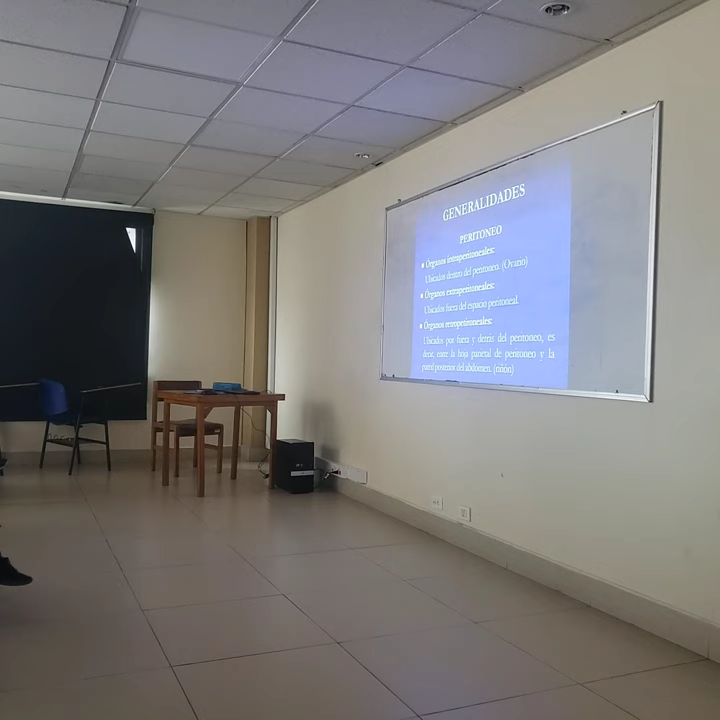 GENERALIDADES
PERITONEO
Órganos intraperitoneales:
Ubicados dentro del peritoneo. (Ovario)
Órganos extraperitoneales:
Ubicados fuera del espacio peritoneal.
Órganos retroperitoneales:
Ubicados por fuera y detrás del peritoneo, es
decir, entre la hoja parietal de peritoneo y la
pared posterior del abdomen. (riñón)